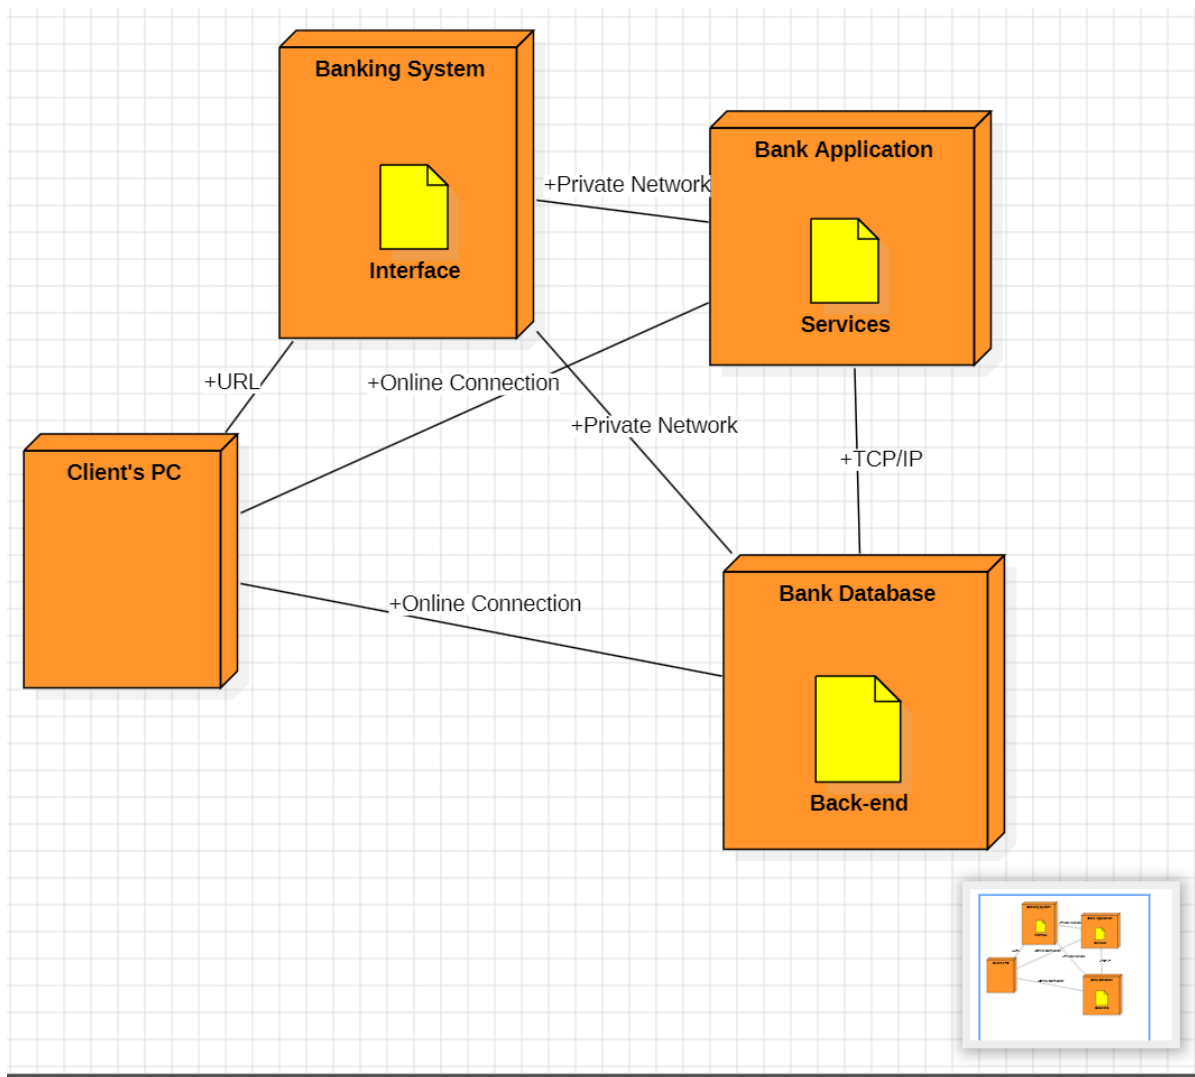 Banking System
Interface
Bank Application
Services
+Private Network
+URL
+Online Connection
+Private Network
+TCP/IP
Client's PC
+Online Connection
Bank Database
Back-end